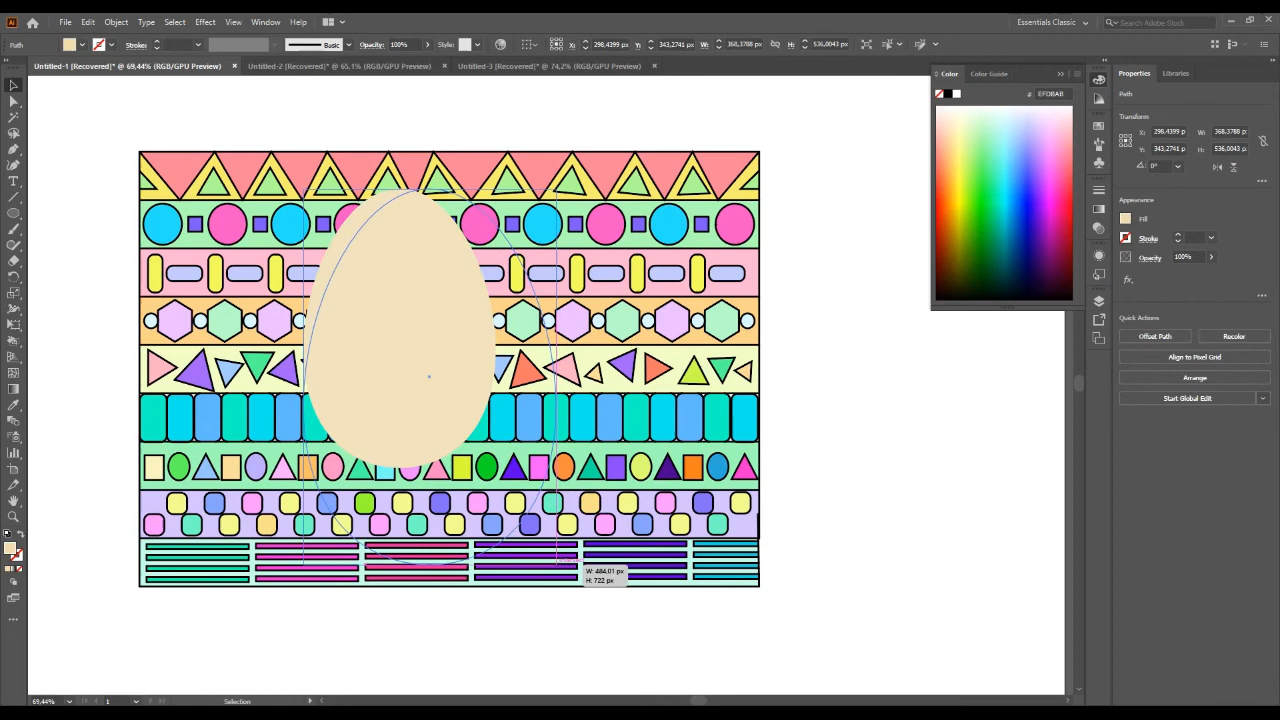 Ai File Edit Object Type Select Effect View Window Help Essentials Classic Search Adobe Stock
Path Stroke: Basic Opacity: 100% Style: X: 298,4399 px Y: 343,2741 px W: 368,3788 px H: 536,0043 px
Untitled-1 [Recovered]* @ 69,44% (RGB/GPU Preview) × Untitled-2 [Recovered]* @ 65,1% (RGB/GPU Preview) × Untitled-3 [Recovered]* @ 74,2% (RGB/GPU Preview) ×
Color Color Guide
# EFDBAB
Properties Libraries
Path
Transform
X: 298,4399 p W: 368,3788 p
Y: 343,2741 p H: 536,0043 p
0°
Appearance
Fill
Stroke
Opacity 100%
fx.
Quick Actions
Offset Path Recolor
Align to Pixel Grid
Arrange
Start Global Edit
W: 484,01 px
H: 722 px
69,44% 1 Selection